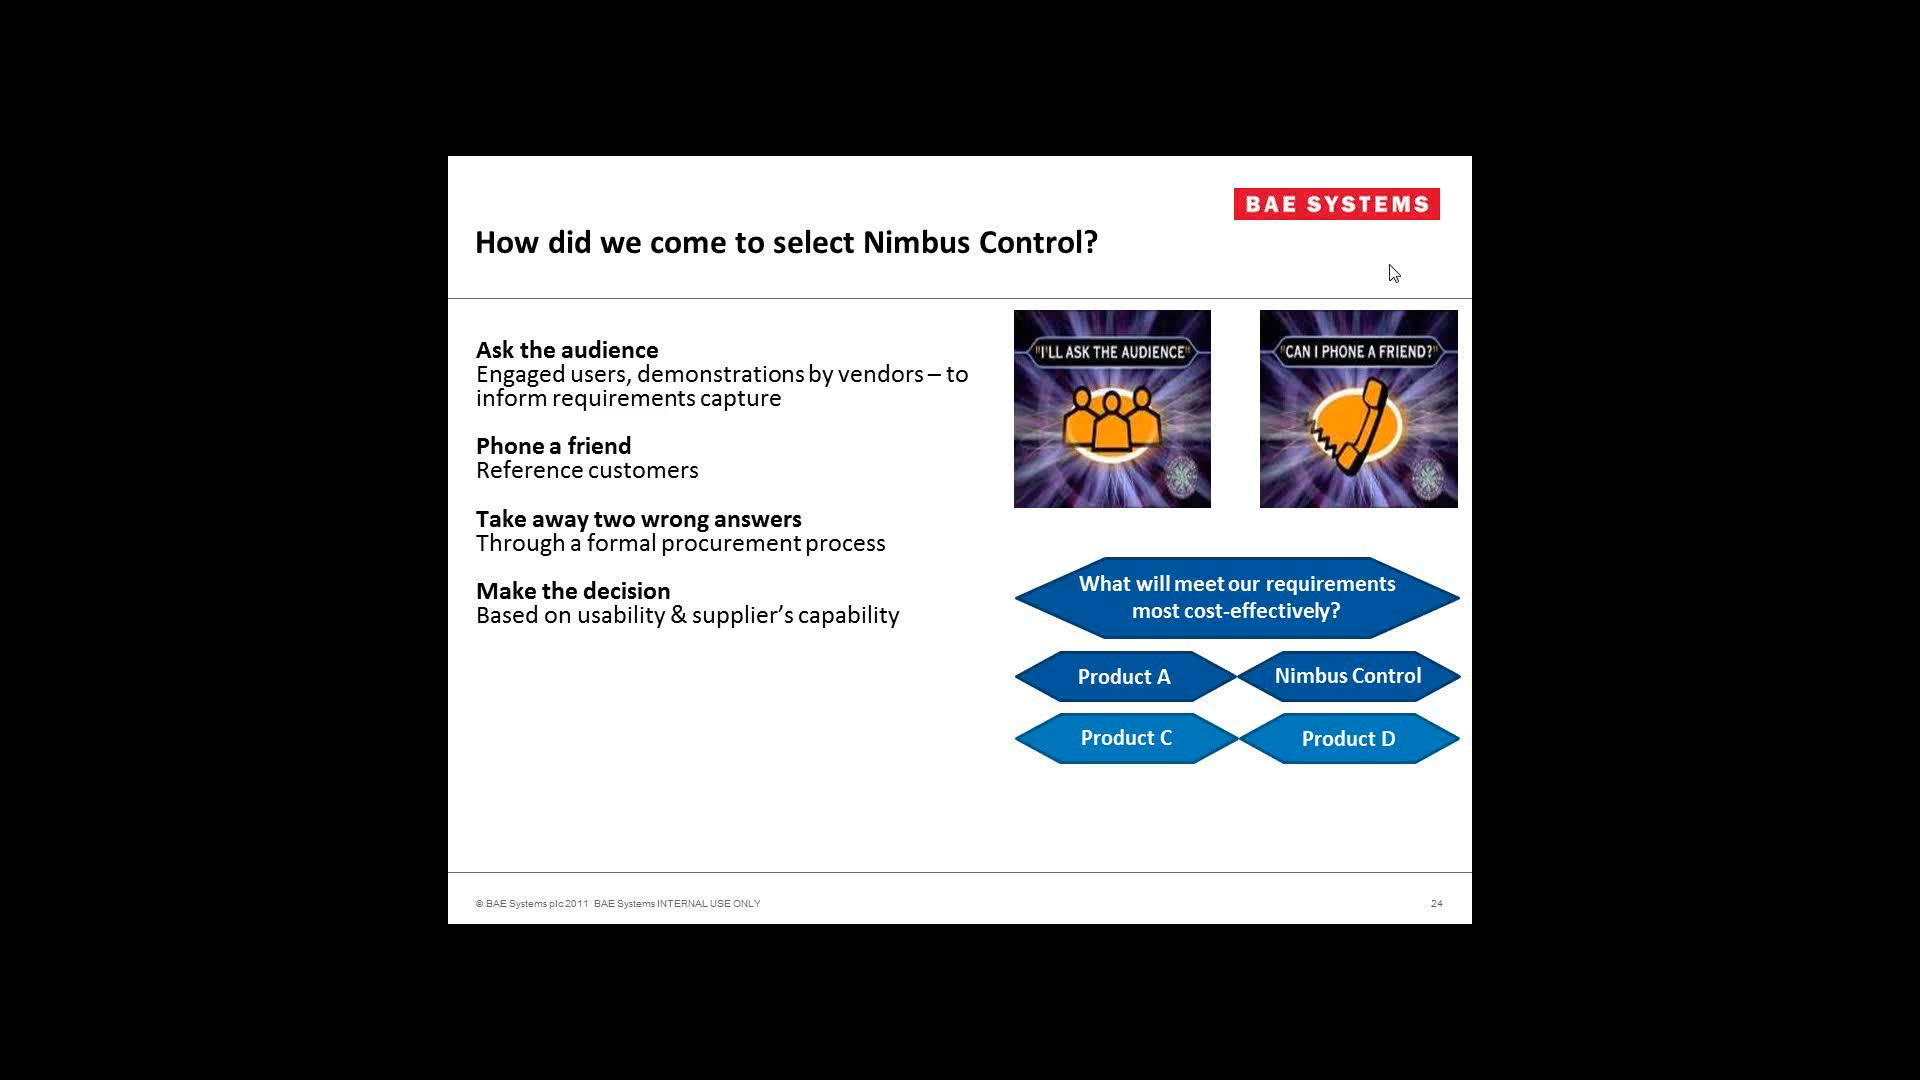 BAE SYSTEMS
How did we come to select Nimbus Control?
Ask the audience
Engaged users, demonstrations by vendors – to
inform requirements capture
Phone a friend
Reference customers
Take away two wrong answers
Through a formal procurement process
Make the decision
Based on usability & supplier’s capability
"I'LL ASK THE AUDIENCE"
"CAN I PHONE A FRIEND?"
What will meet our requirements
most cost-effectively?
Product A
Nimbus Control
Product C
Product D
© BAE Systems plc 2011 BAE Systems INTERNAL USE ONLY
24